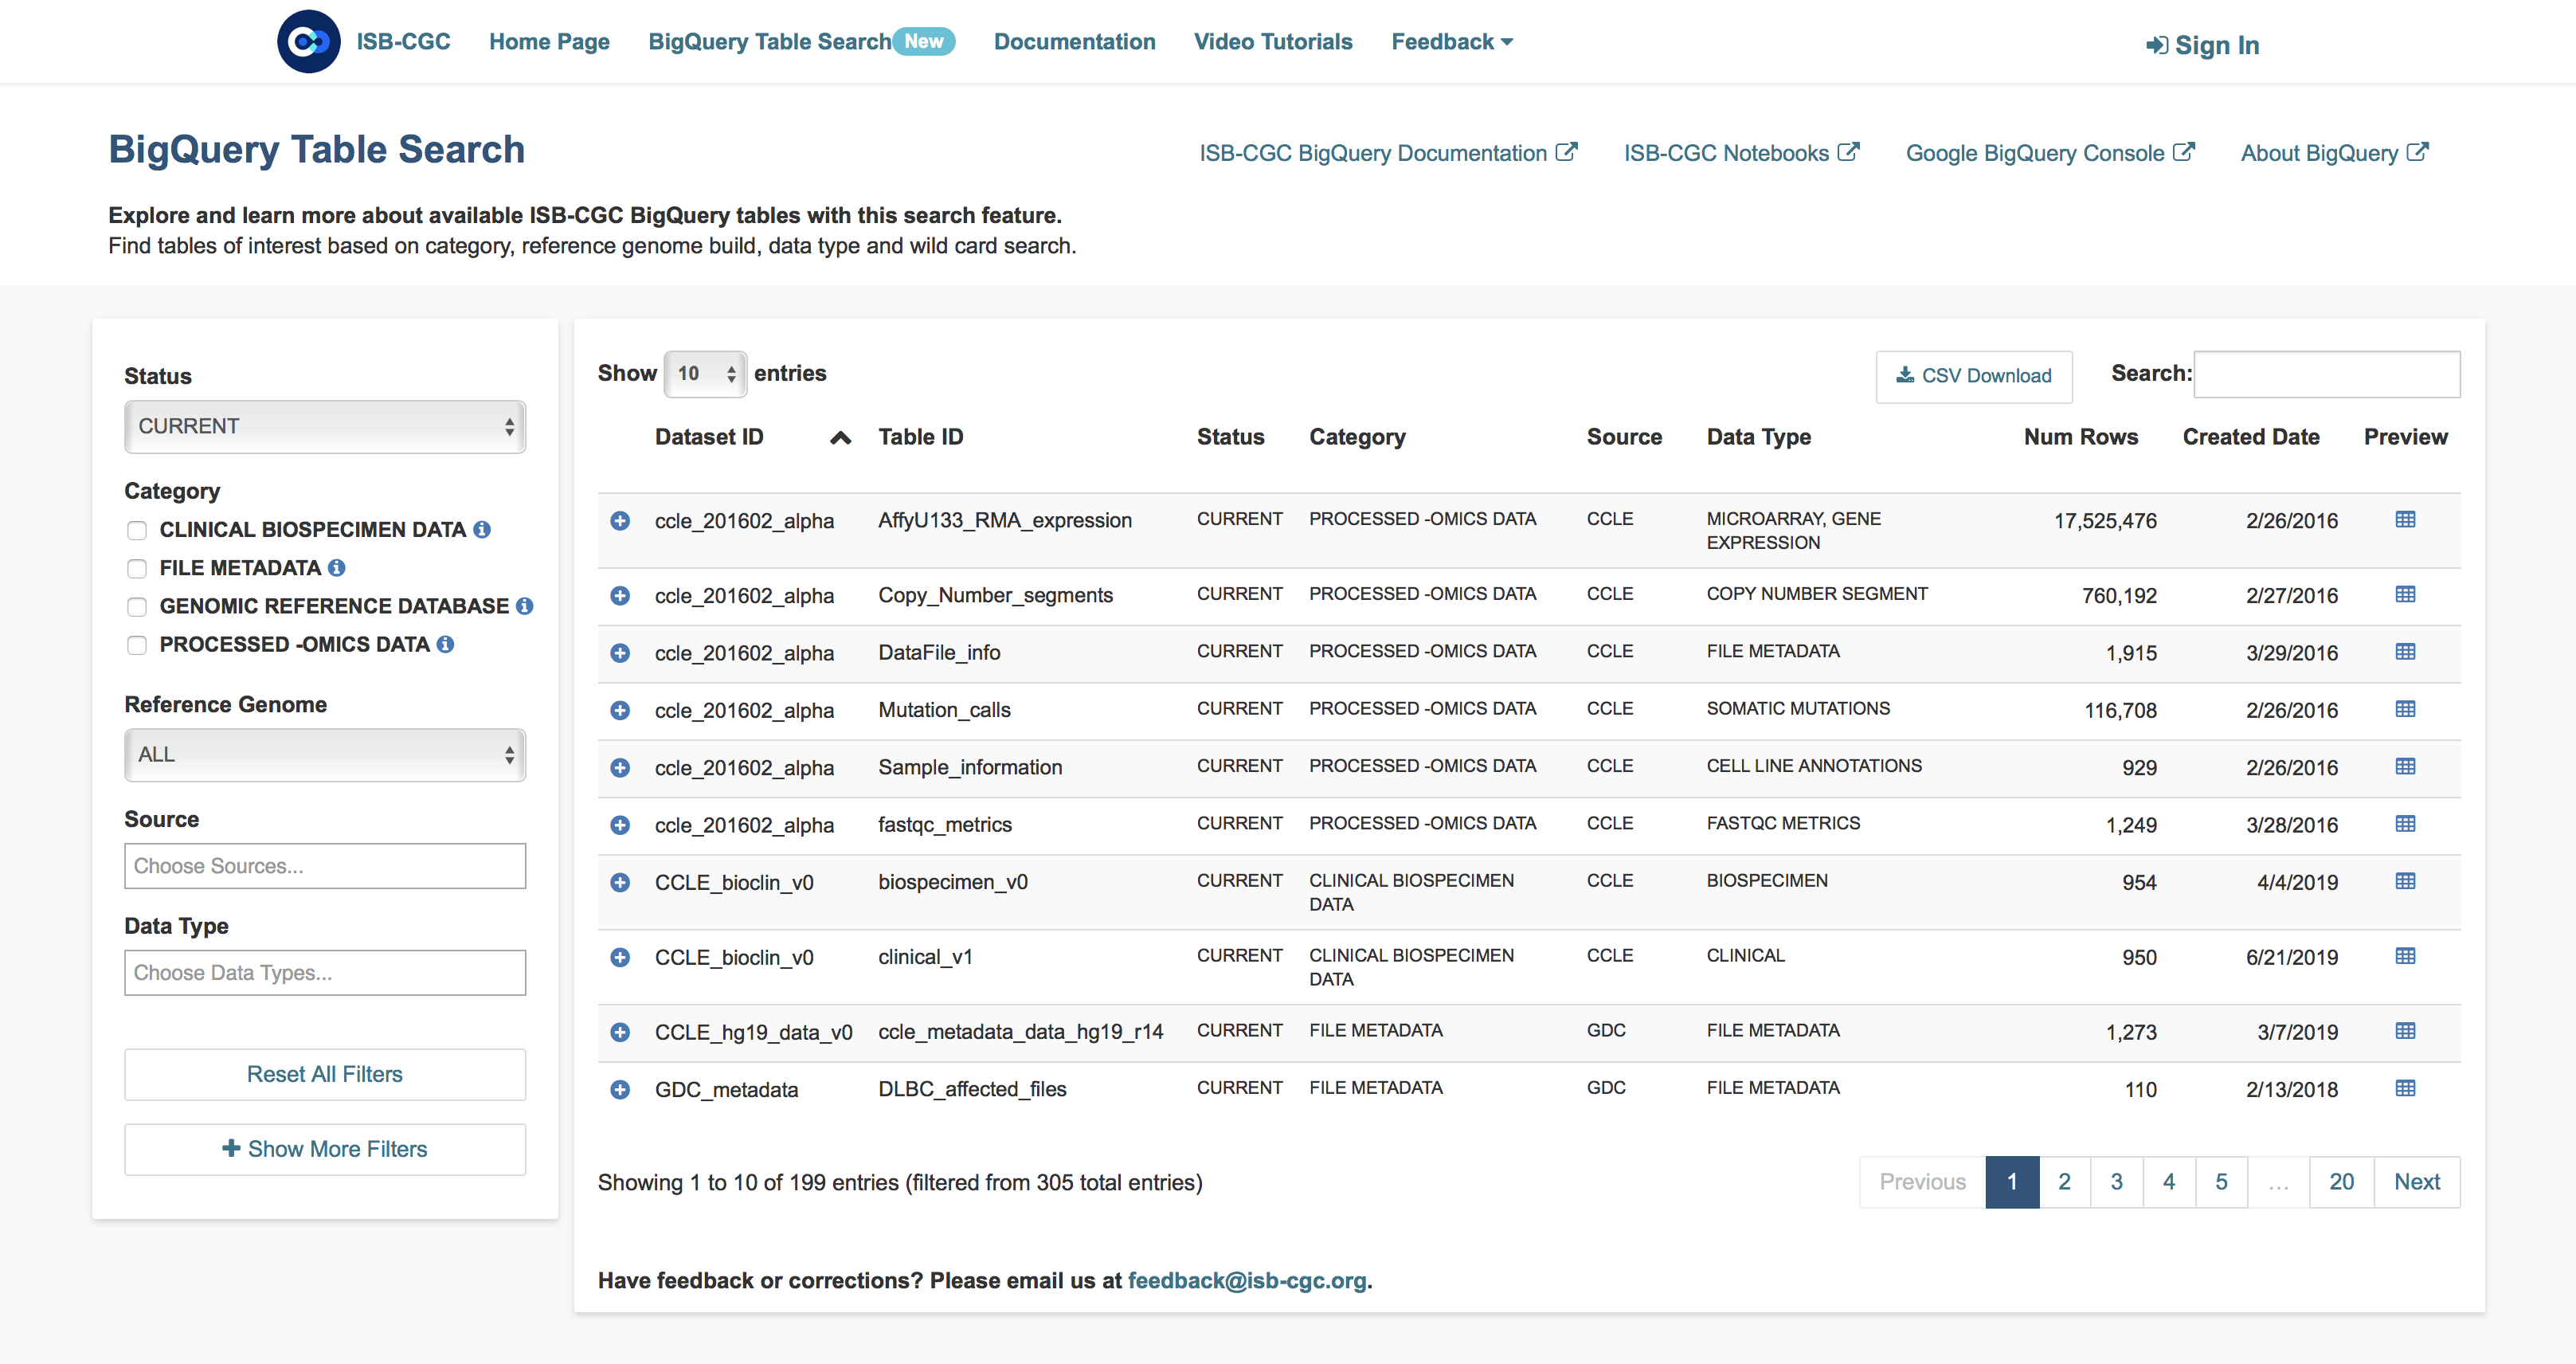 ISB-CGC Home Page BigQuery Table Search New Documentation Video Tutorials Feedback Sign In
BigQuery Table Search
ISB-CGC BigQuery Documentation ISB-CGC Notebooks Google BigQuery Console About BigQuery
Explore and learn more about available ISB-CGC BigQuery tables with this search feature.
Find tables of interest based on category, reference genome build, data type and wild card search.
Status
CURRENT
Category
CLINICAL BIOSPECIMEN DATA
FILE METADATA
GENOMIC REFERENCE DATABASE
PROCESSED -OMICS DATA
Reference Genome
ALL
Source
Choose Sources...
Data Type
Choose Data Types...
Reset All Filters
Show More Filters
Show 10 entries CSV Download Search:
Dataset ID Table ID Status Category Source Data Type Num Rows Created Date Preview
ccle_201602_alpha AffyU133_RMA_expression CURRENT PROCESSED -OMICS DATA CCLE MICROARRAY, GENE 17,525,476 2/26/2016
EXPRESSION
ccle_201602_alpha Copy_Number_segments CURRENT PROCESSED -OMICS DATA CCLE COPY NUMBER SEGMENT 760,192 2/27/2016
ccle_201602_alpha DataFile_info CURRENT PROCESSED -OMICS DATA CCLE FILE METADATA 1,915 3/29/2016
ccle_201602_alpha Mutation_calls CURRENT PROCESSED -OMICS DATA CCLE SOMATIC MUTATIONS 116,708 2/26/2016
ccle_201602_alpha Sample_information CURRENT PROCESSED -OMICS DATA CCLE CELL LINE ANNOTATIONS 929 2/26/2016
ccle_201602_alpha fastqc_metrics CURRENT PROCESSED -OMICS DATA CCLE FASTQC METRICS 1,249 3/28/2016
CCLE_bioclin_v0 biospecimen_v0 CURRENT CLINICAL BIOSPECIMEN CCLE BIOSPECIMEN 954 4/4/2019
DATA
CCLE_bioclin_v0 clinical_v1 CURRENT CLINICAL BIOSPECIMEN CCLE CLINICAL 950 6/21/2019
DATA
CCLE_hg19_data_v0 ccle_metadata_data_hg19_r14 CURRENT FILE METADATA GDC FILE METADATA 1,273 3/7/2019
GDC_metadata DLBC_affected_files CURRENT FILE METADATA GDC FILE METADATA 110 2/13/2018
Showing 1 to 10 of 199 entries (filtered from 305 total entries) Previous 1 2 3 4 5 ... 20 Next
Have feedback or corrections? Please email us at feedback@isb-cgc.org.